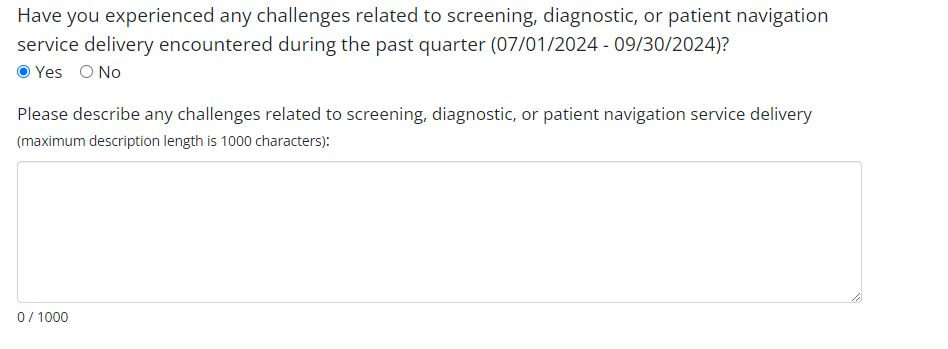 Have you experienced any challenges related to screening, diagnostic, or patient navigation
service delivery encountered during the past quarter (07/01/2024 - 09/30/2024)?
Yes No
Please describe any challenges related to screening, diagnostic, or patient navigation service delivery
(maximum description length is 1000 characters):
0 / 1000